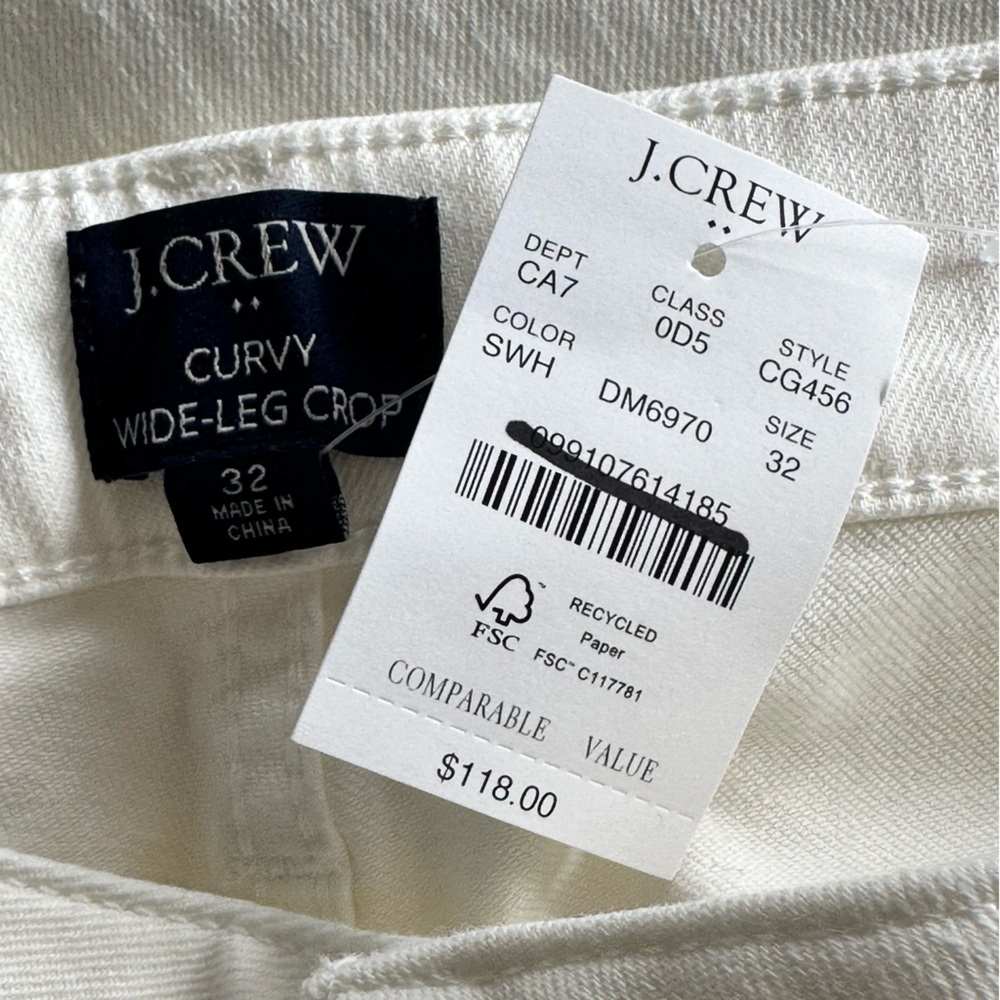 J.CREW
CURVY
WIDE-LEG CROP
32
MADE IN
CHINA
J.CREW
DEPT CLASS STYLE
CA7 0D5 CG456
COLOR SIZE
SWH DM6970 32
099107614185
FSC™
RECYCLED
Paper
FSC™ C117781
COMPARABLE VALUE
$118.00